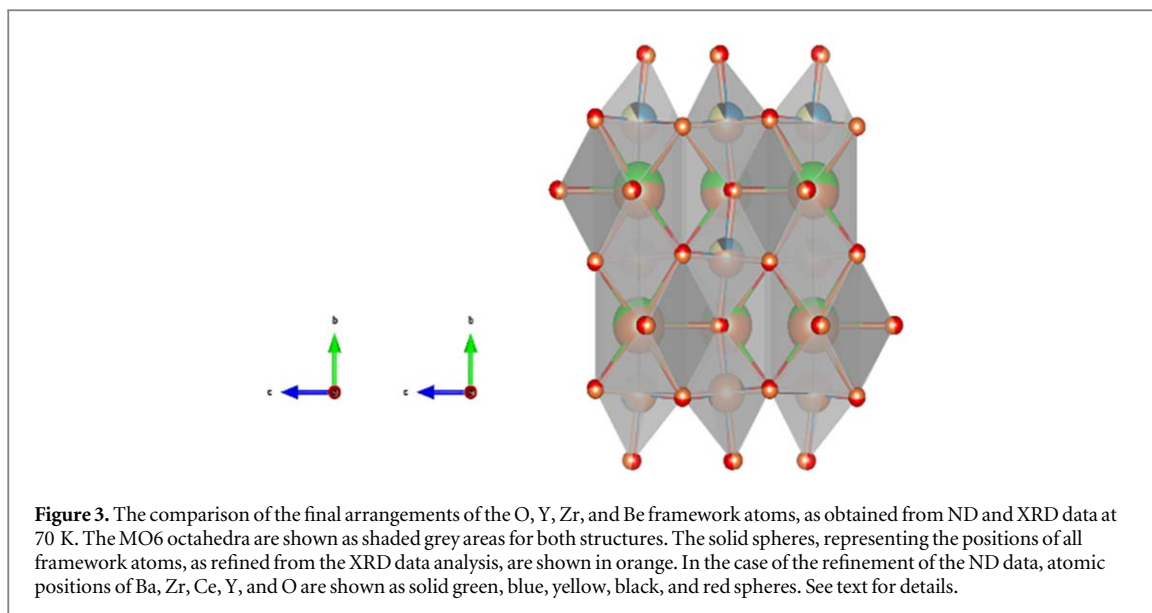 b b
c c
Figure 3. The comparison of the final arrangements of the O, Y, Zr, and Be framework atoms, as obtained from ND and XRD data at
70 K. The MO6 octahedra are shown as shaded grey areas for both structures. The solid spheres, representing the positions of all
framework atoms, as refined from the XRD data analysis, are shown in orange. In the case of the refinement of the ND data, atomic
positions of Ba, Zr, Ce, Y, and O are shown as solid green, blue, yellow, black, and red spheres. See text for details.